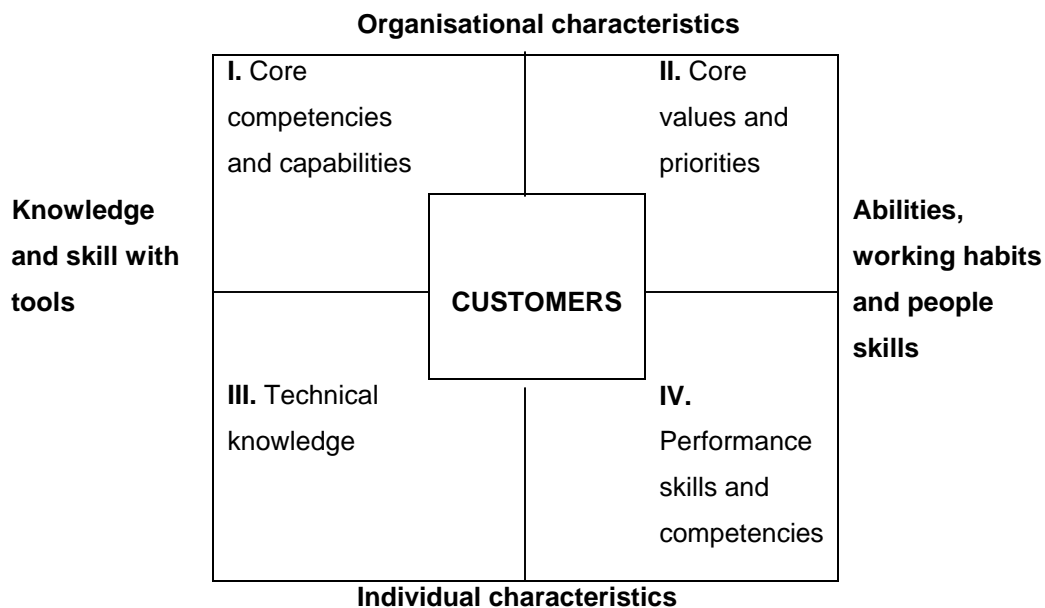 Organisational characteristics
I. Core
competencies
and capabilities
II. Core
values and
priorities
Knowledge
and skill with
tools
CUSTOMERS
Abilities,
working habits
and people
skills
III. Technical
knowledge
IV.
Performance
skills and
competencies
Individual characteristics